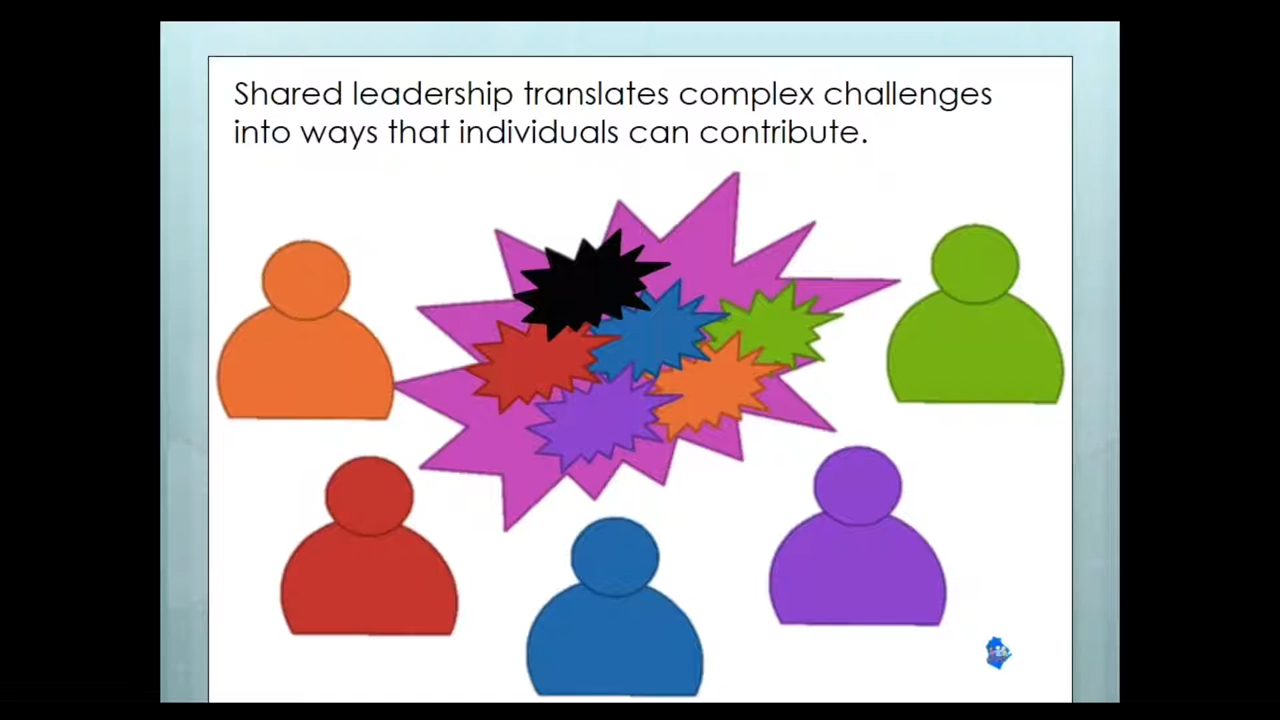 Shared leadership translates complex challenges
into ways that individuals can contribute.